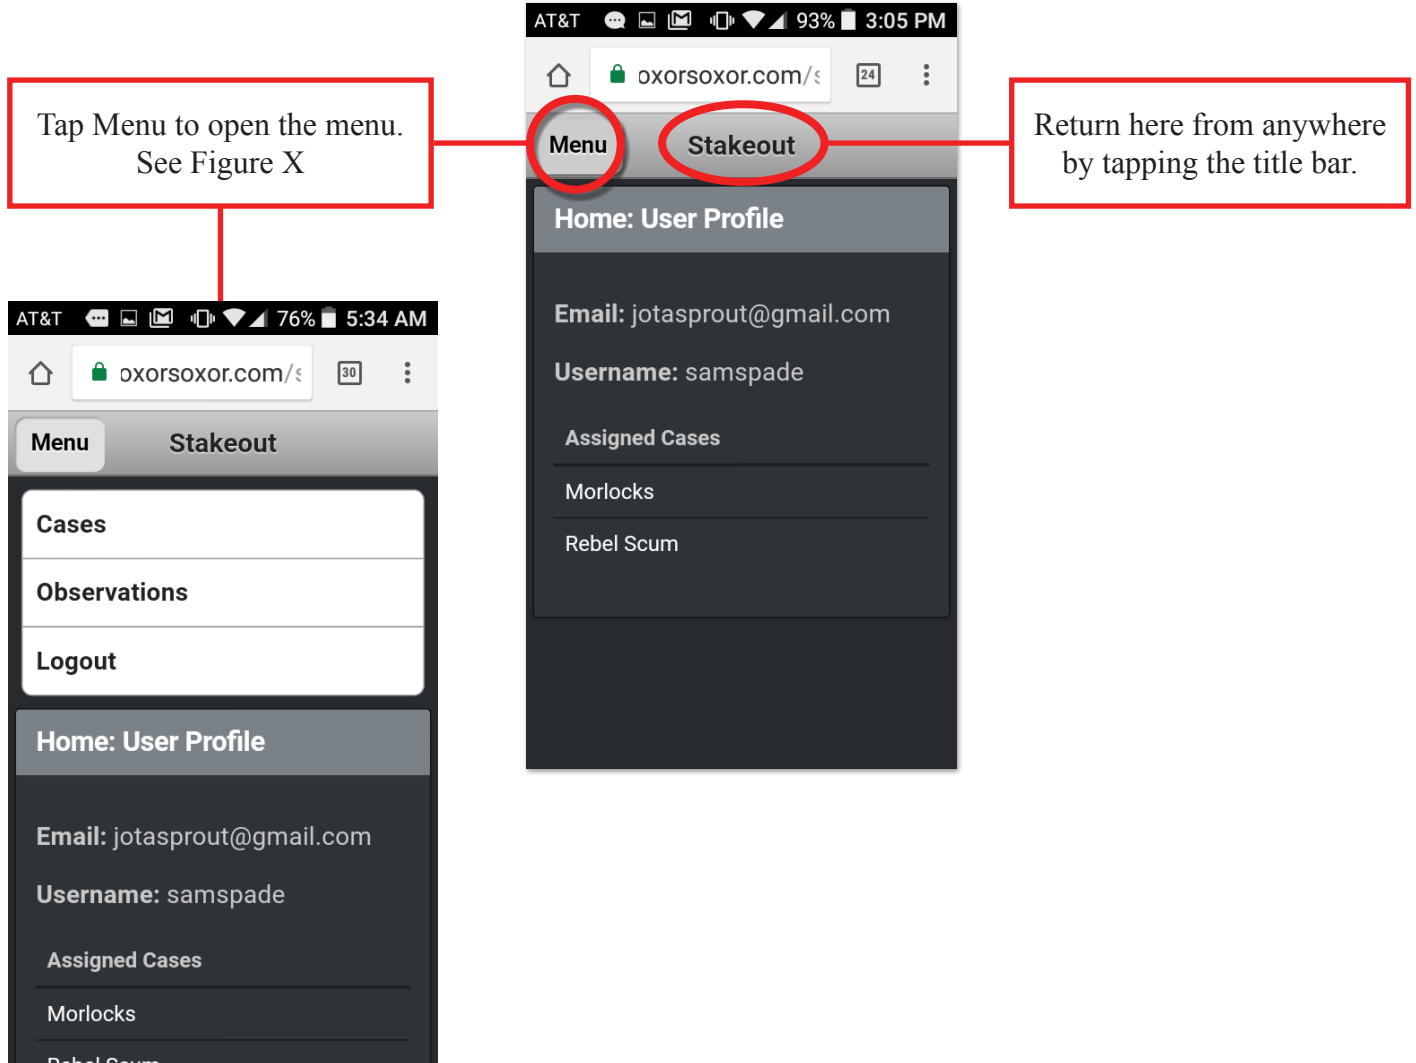 AT&T 93% 3:05 PM
oxorsoxor.com/s 24
Tap Menu to open the menu.
See Figure X
Menu Stakeout
Return here from anywhere
by tapping the title bar.
Home: User Profile
Email: jotasprout@gmail.com
Username: samspade
Assigned Cases
Morlocks
Rebel Scum
AT&T 76% 5:34 AM
oxorsoxor.com/s 30
Menu Stakeout
Cases
Observations
Logout
Home: User Profile
Email: jotasprout@gmail.com
Username: samspade
Assigned Cases
Morlocks
Rebel Scum